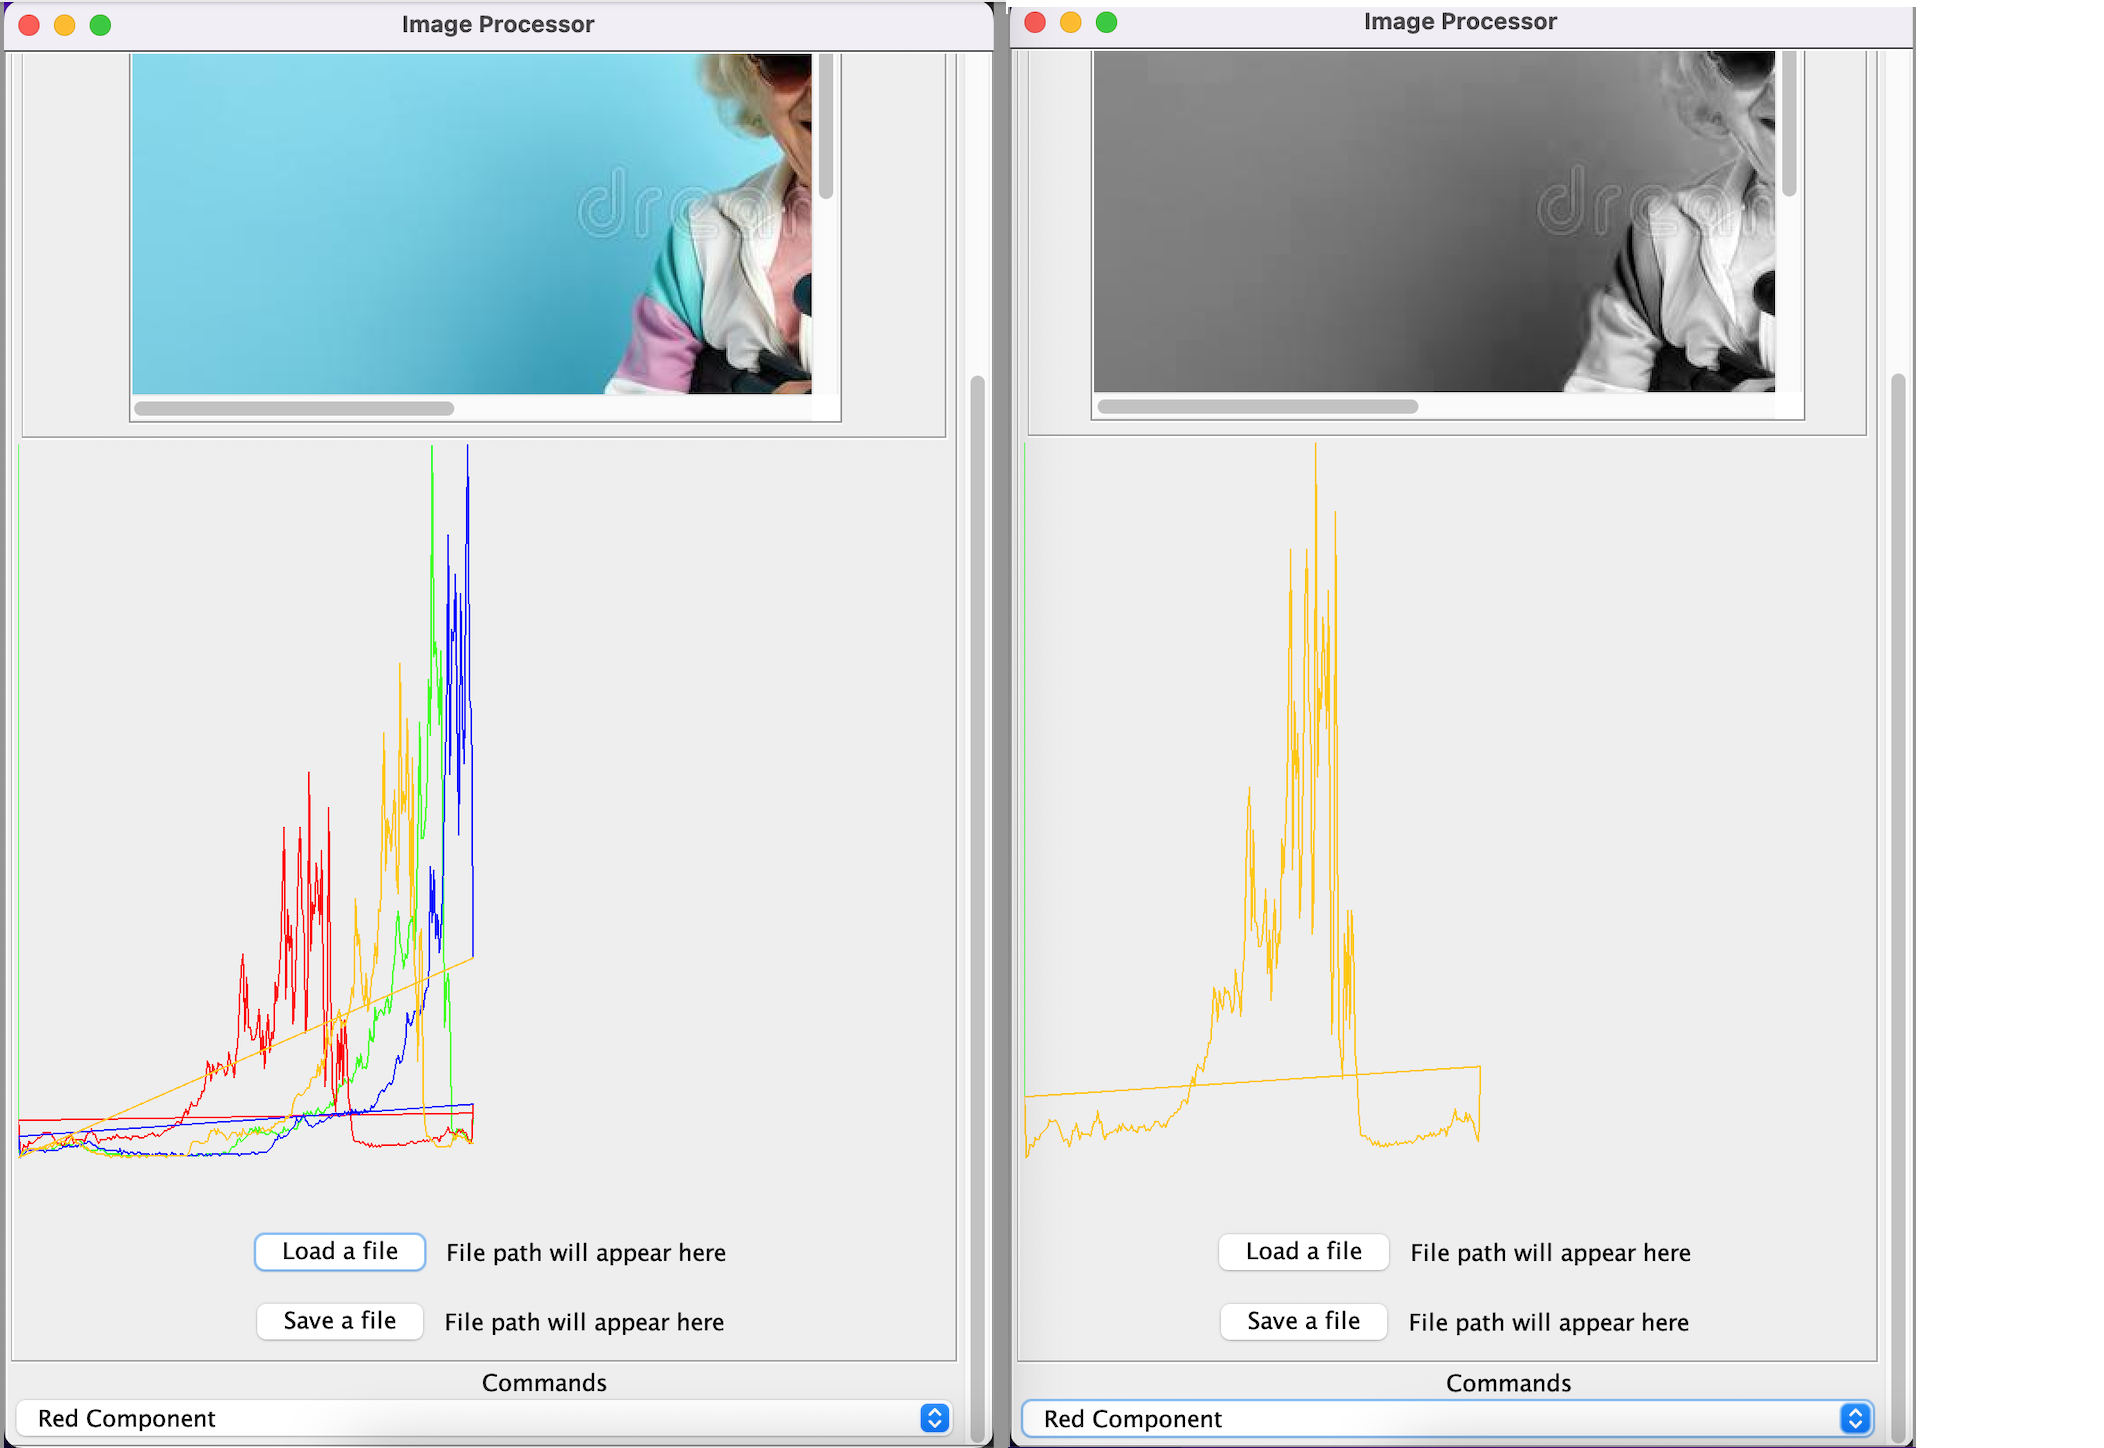 Image Processor
drean
Load a file File path will appear here
Save a file File path will appear here
Commands
Red Component
Image Processor
drean
Load a file File path will appear here
Save a file File path will appear here
Commands
Red Component